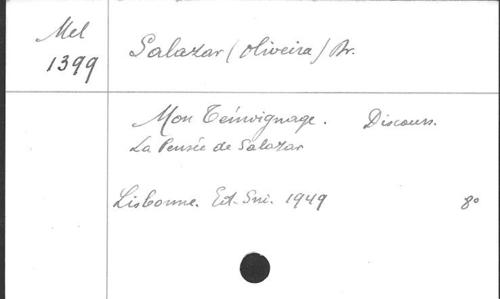 Mel
1399
Salazar (Oliveira) Dr.
Mon Témoignage. Discours.
La Pensée de Salazar
Lisbonne. Ed. Sni. 1949 8°